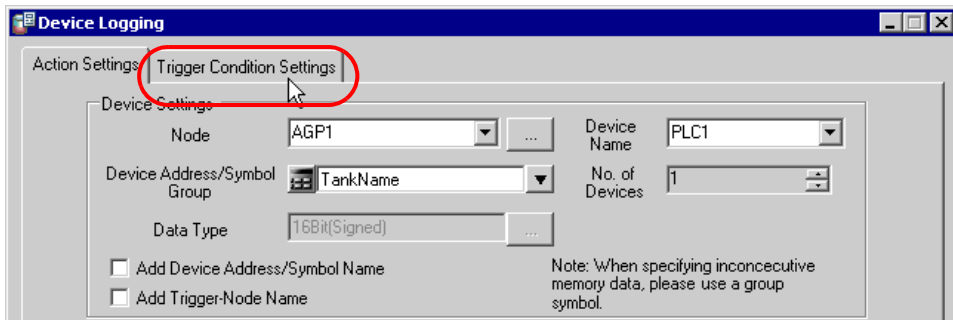 Device Logging
Action Settings Trigger Condition Settings
Device Settings
Node AGP1 ... Device Name PLC1
Device Address/Symbol Group TankName No. of Devices 1
Data Type 16Bit(Signed) ...
Add Device Address/Symbol Name
Add Trigger-Node Name
Note: When specifying inconcecutive
memory data, please use a group
symbol.